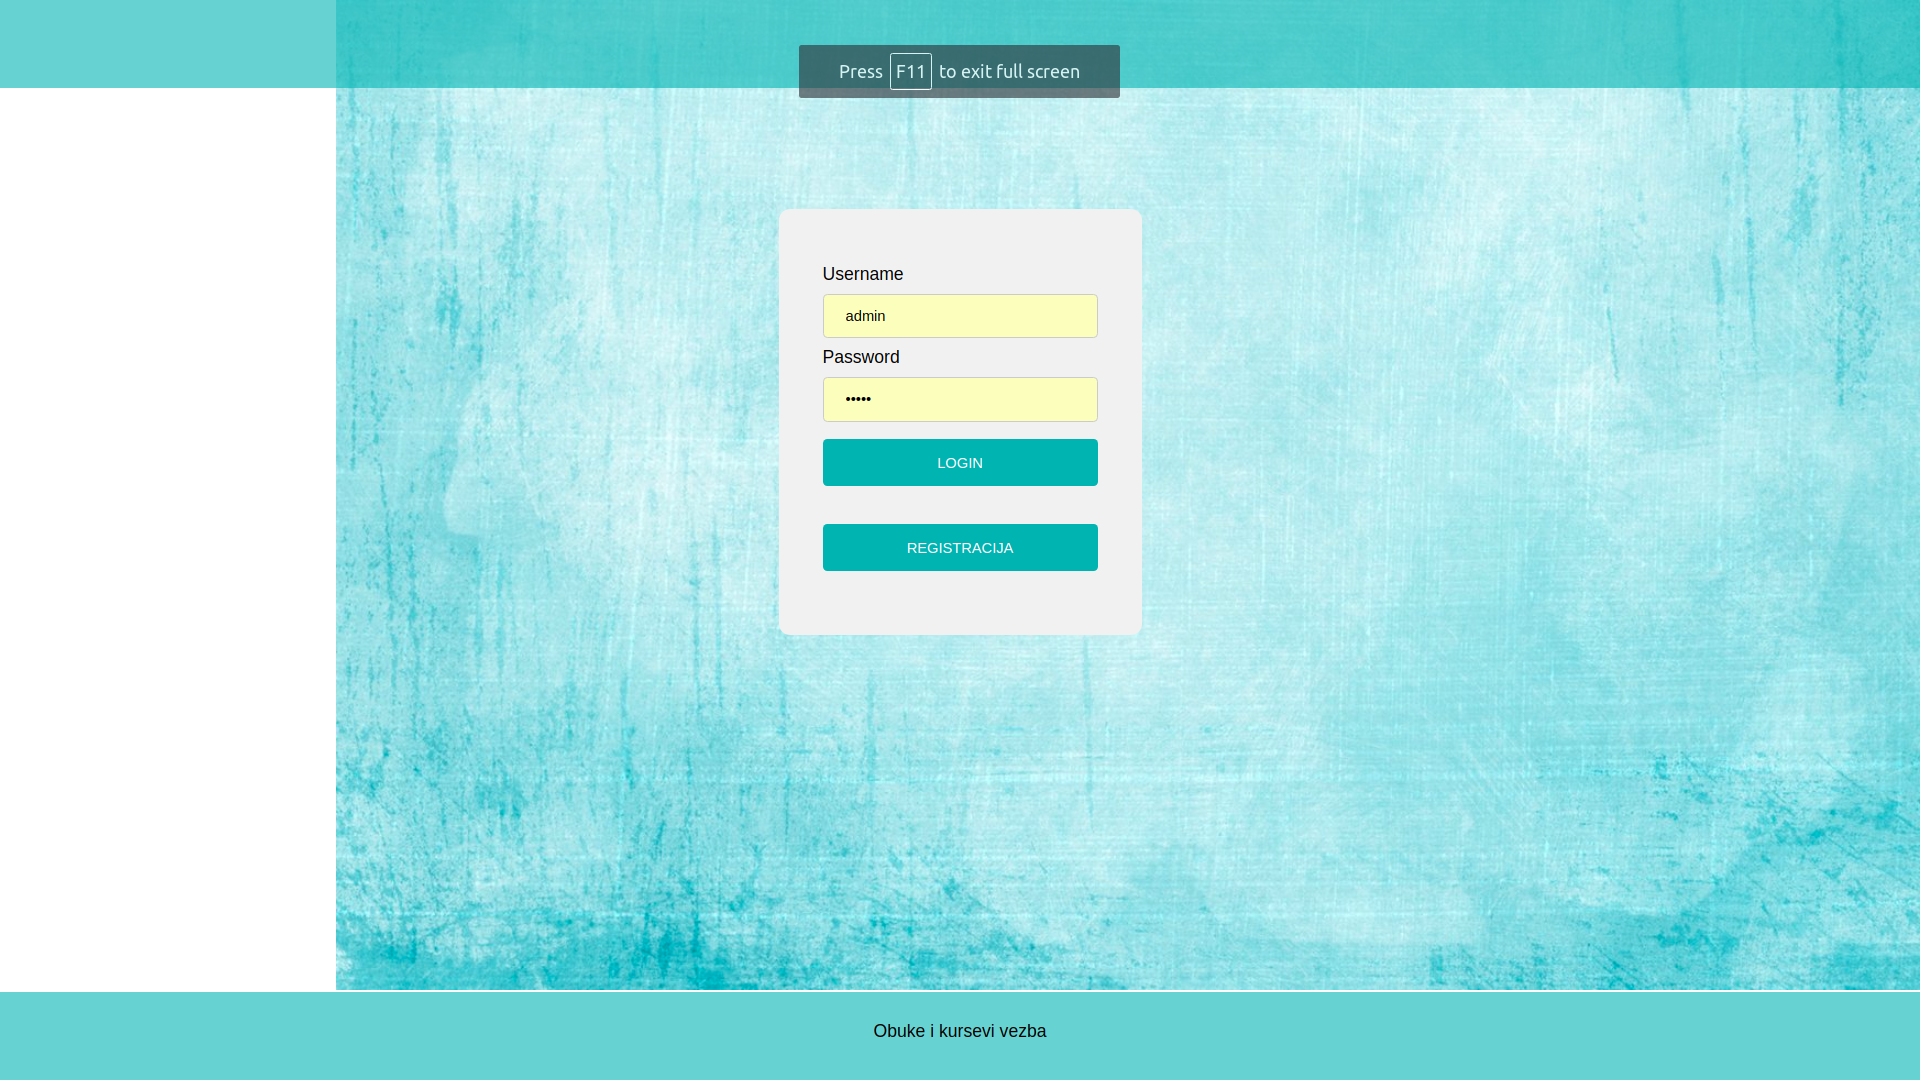 Press F11 to exit full screen
Username
admin
Password
•••••
LOGIN
REGISTRACIJA
Obuke i kursevi vezba